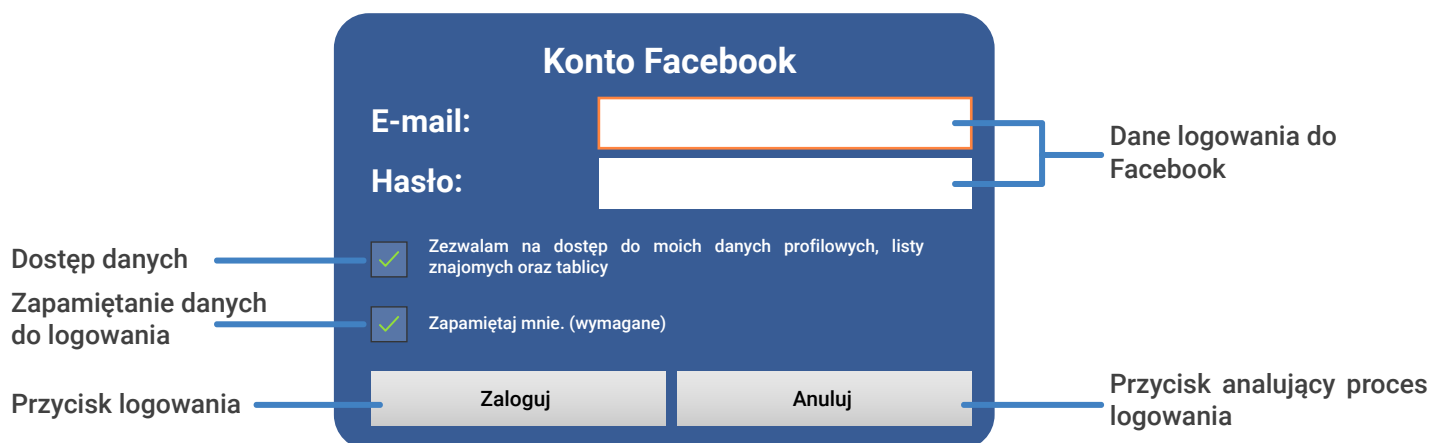 Konto Facebook
E-mail:
Hasło:
Dane logowania do
Facebook
Dostęp danych
Zezwalam na dostęp do moich danych profilowych, listy
znajomych oraz tablicy
Zapamiętanie danych
do logowania
Zapamiętaj mnie. (wymagane)
Przycisk logowania
Zaloguj
Anuluj
Przycisk analujący proces
logowania